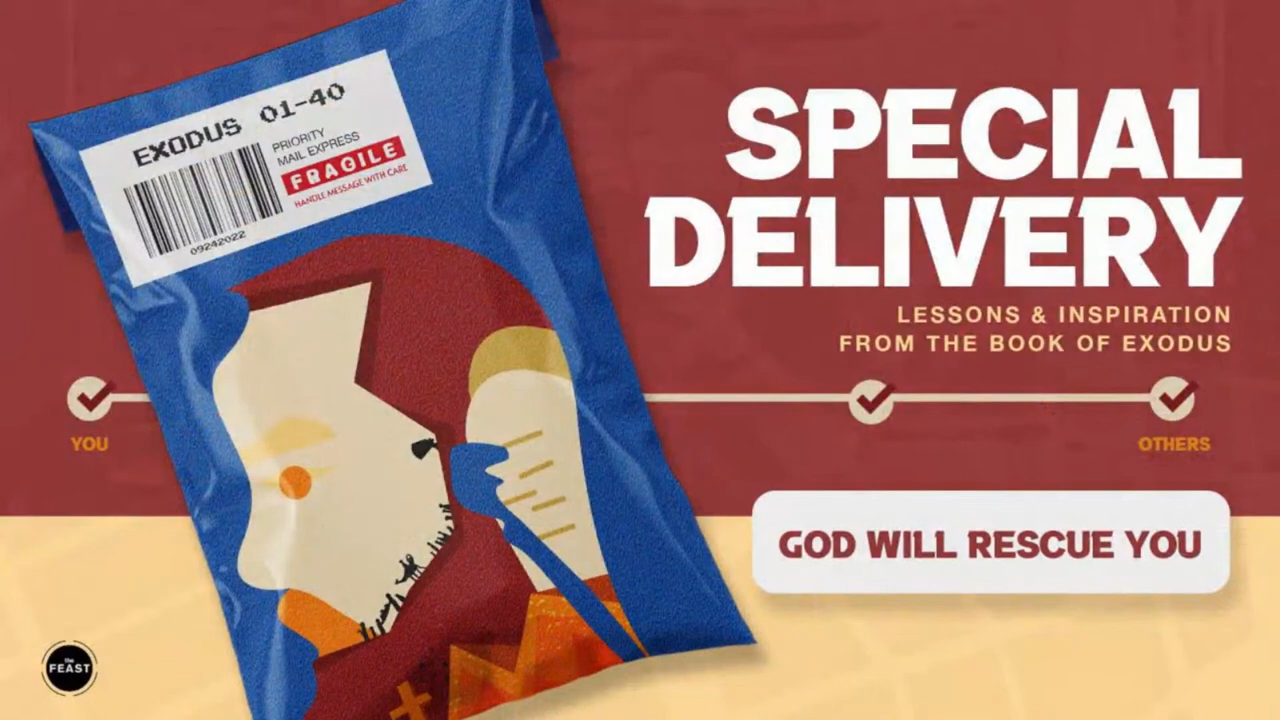 EXODUS 01-40
PRIORITY
MAIL EXPRESS
FRAGILE
HANDLE MESSAGE WITH CARE
09242022
SPECIAL
DELIVERY
LESSONS & INSPIRATION
FROM THE BOOK OF EXODUS
YOU
OTHERS
GOD WILL RESCUE YOU
the
FEAST